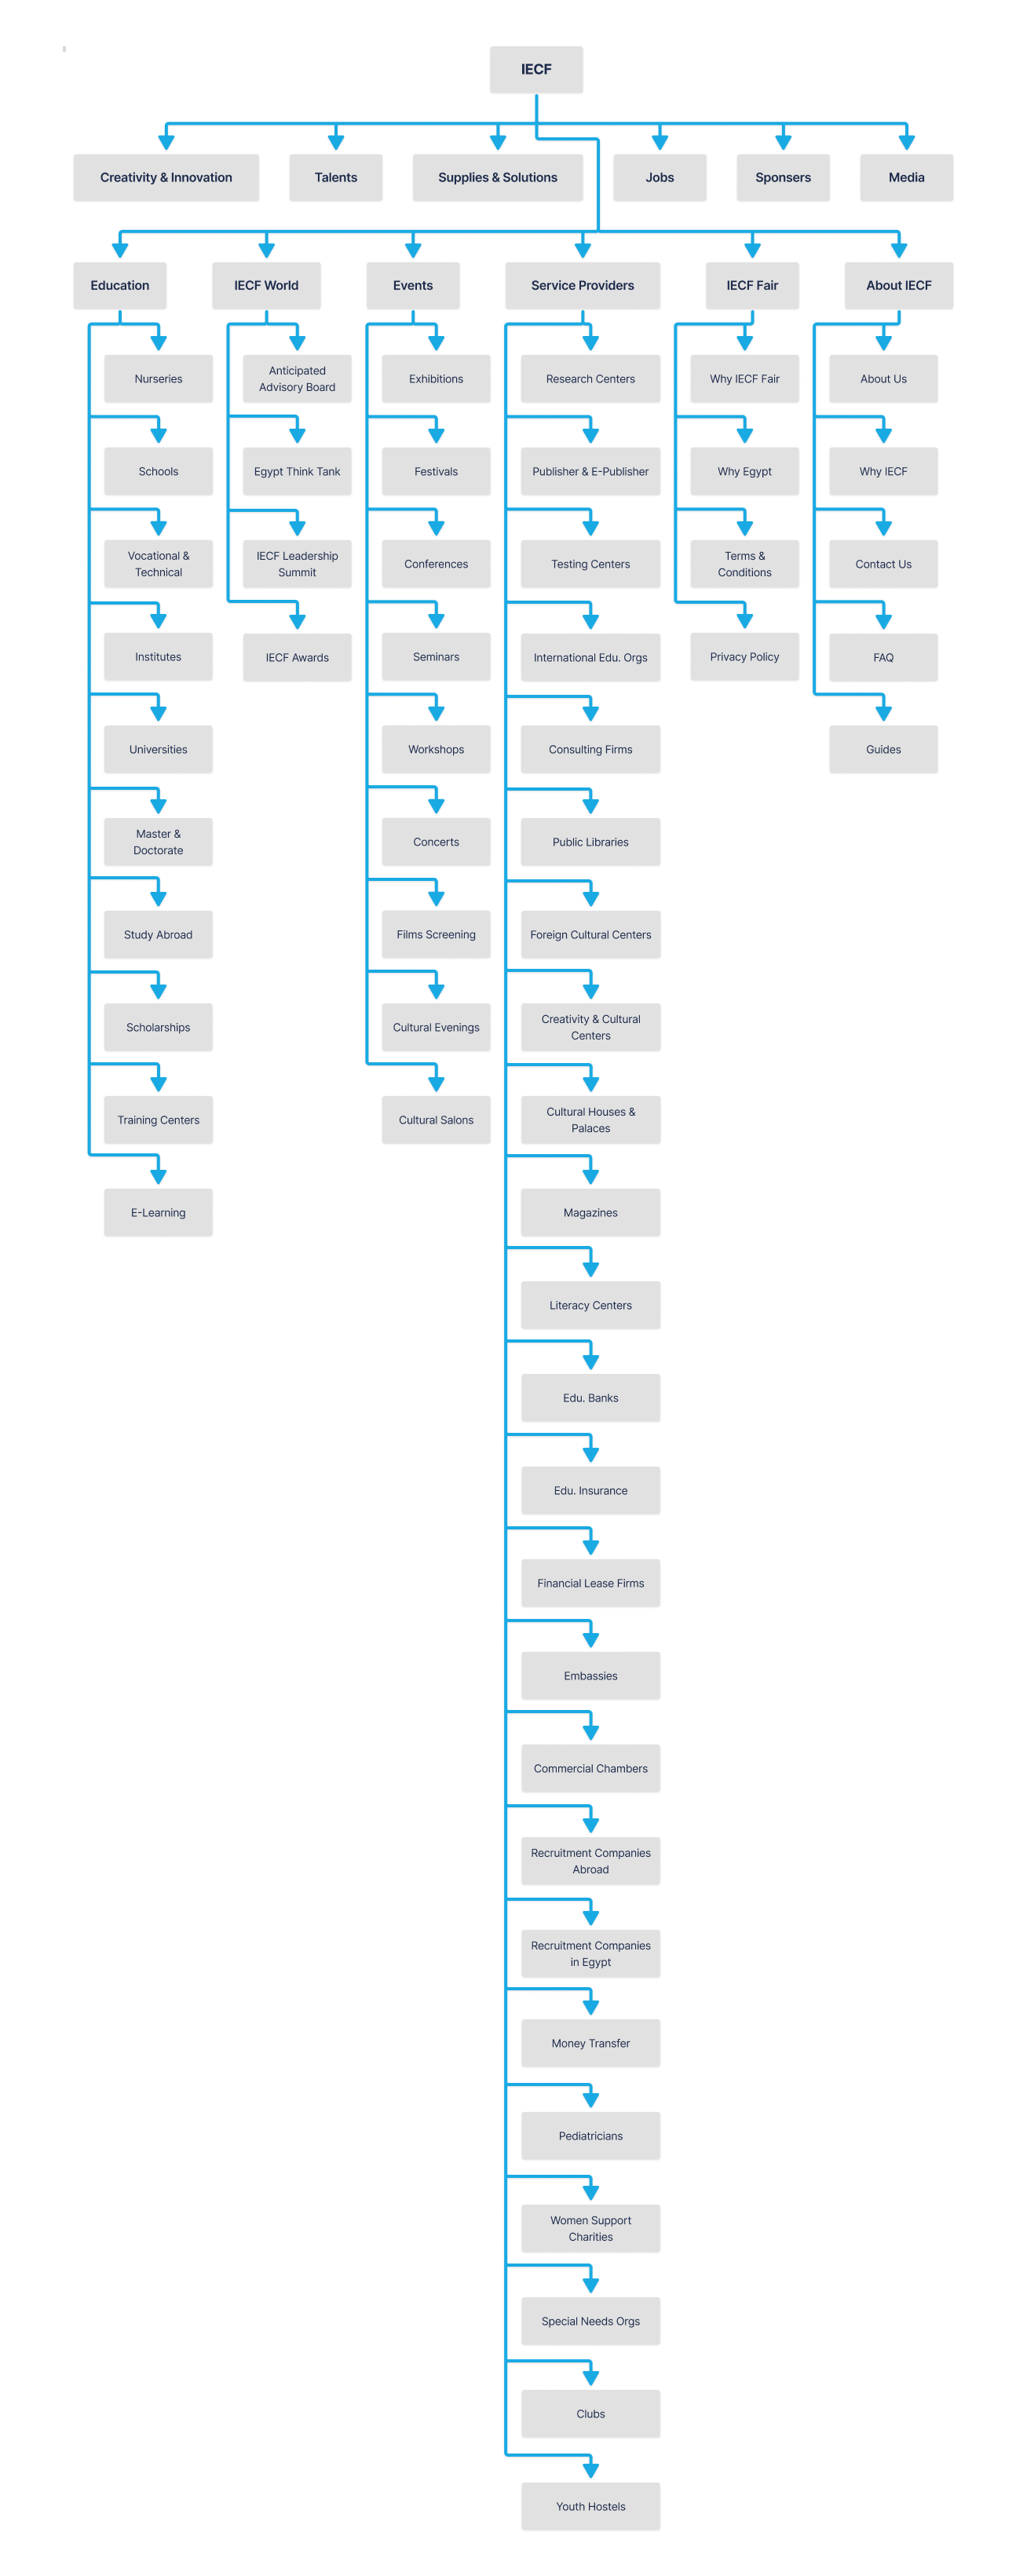 IECF
Creativity & Innovation
Talents
Supplies & Solutions
Jobs
Sponsers
Media
Education
IECF World
Events
Service Providers
IECF Fair
About IECF
Nurseries
Schools
Vocational &
Technical
Institutes
Universities
Master &
Doctorate
Study Abroad
Scholarships
Training Centers
E-Learning
Anticipated
Advisory Board
Egypt Think Tank
IECF Leadership
Summit
IECF Awards
Exhibitions
Festivals
Conferences
Seminars
Workshops
Concerts
Films Screening
Cultural Evenings
Cultural Salons
Research Centers
Publisher & E-Publisher
Testing Centers
International Edu. Orgs
Consulting Firms
Public Libraries
Foreign Cultural Centers
Creativity & Cultural
Centers
Cultural Houses &
Palaces
Magazines
Literacy Centers
Edu. Banks
Edu. Insurance
Financial Lease Firms
Embassies
Commercial Chambers
Recruitment Companies
Abroad
Recruitment Companies
in Egypt
Money Transfer
Pediatricians
Women Support
Charities
Special Needs Orgs
Clubs
Youth Hostels
Why IECF Fair
Why Egypt
Terms &
Conditions
Privacy Policy
About Us
Why IECF
Contact Us
FAQ
Guides